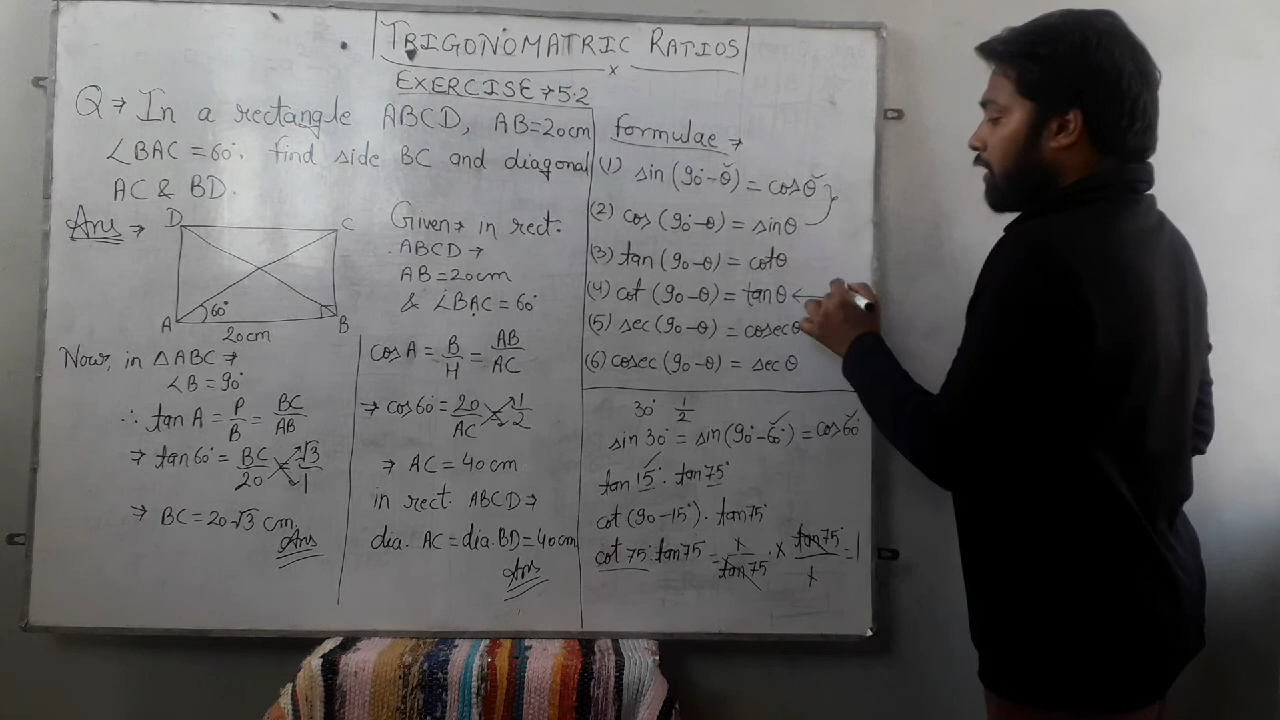 TRIGONOMATRIC RATIOS
EXERCISE → 5.2
Q → In a rectangle ABCD, AB=20cm
∠BAC = 60°. find side BC and diagonal
AC & BD.
Ans →
D C
A 60° B
20cm
Given → in rect.
ABCD →
AB = 20cm
& ∠BAC = 60°
Now, in △ABC →
∠B = 90°
∴ tan A = P/B = BC/AB
⇒ tan 60° = BC/20 = √3/1
⇒ BC = 20√3 cm.
Ans
cos A = B/H = AB/AC
⇒ cos 60° = 20/AC = 1/2
⇒ AC = 40cm
in rect. ABCD ⇒
dia. AC = dia. BD = 40cm
Ans
formulae →
(1) sin (90°-θ) = cosθ
(2) cos (90°-θ) = sinθ
(3) tan (90-θ) = cotθ
(4) cot (90-θ) = tanθ ←
(5) sec (90-θ) = cosecθ
(6) cosec (90-θ) = secθ
30° 1/2
sin 30° = sin(90°-60°) = cos 60°
tan 15° . tan 75°
cot (90-15°) . tan 75°
cot 75°. tan 75 = 1/tan75 . × tan75°/1 = 1